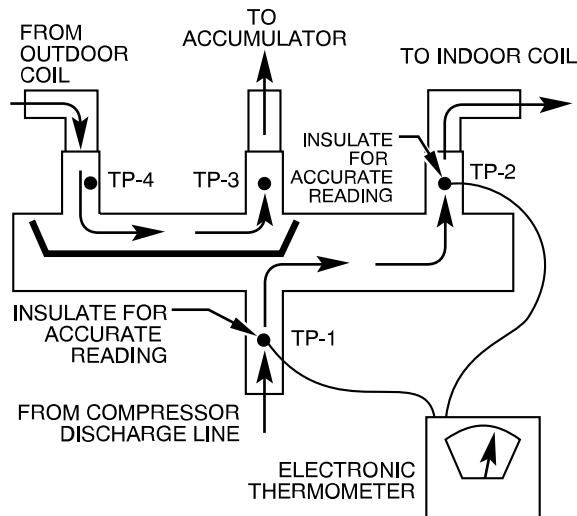 FROM
OUTDOOR
COIL
TO
ACCUMULATOR
TO INDOOR COIL
INSULATE
FOR
ACCURATE
READING
TP-4
TP-3
TP-2
INSULATE FOR
ACCURATE
READING
TP-1
FROM COMPRESSOR
DISCHARGE LINE
ELECTRONIC
THERMOMETER